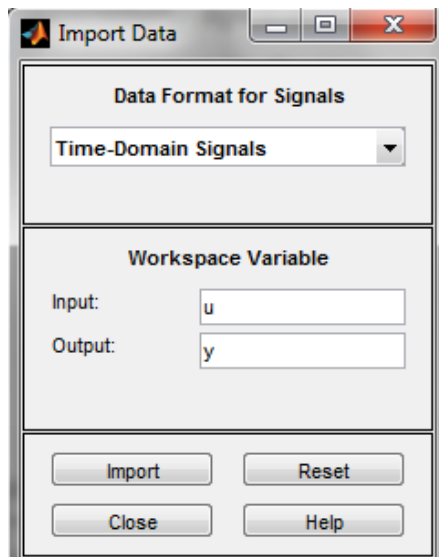 Import Data
Data Format for Signals
Time-Domain Signals
Workspace Variable
Input: u
Output: y
Import Reset
Close Help